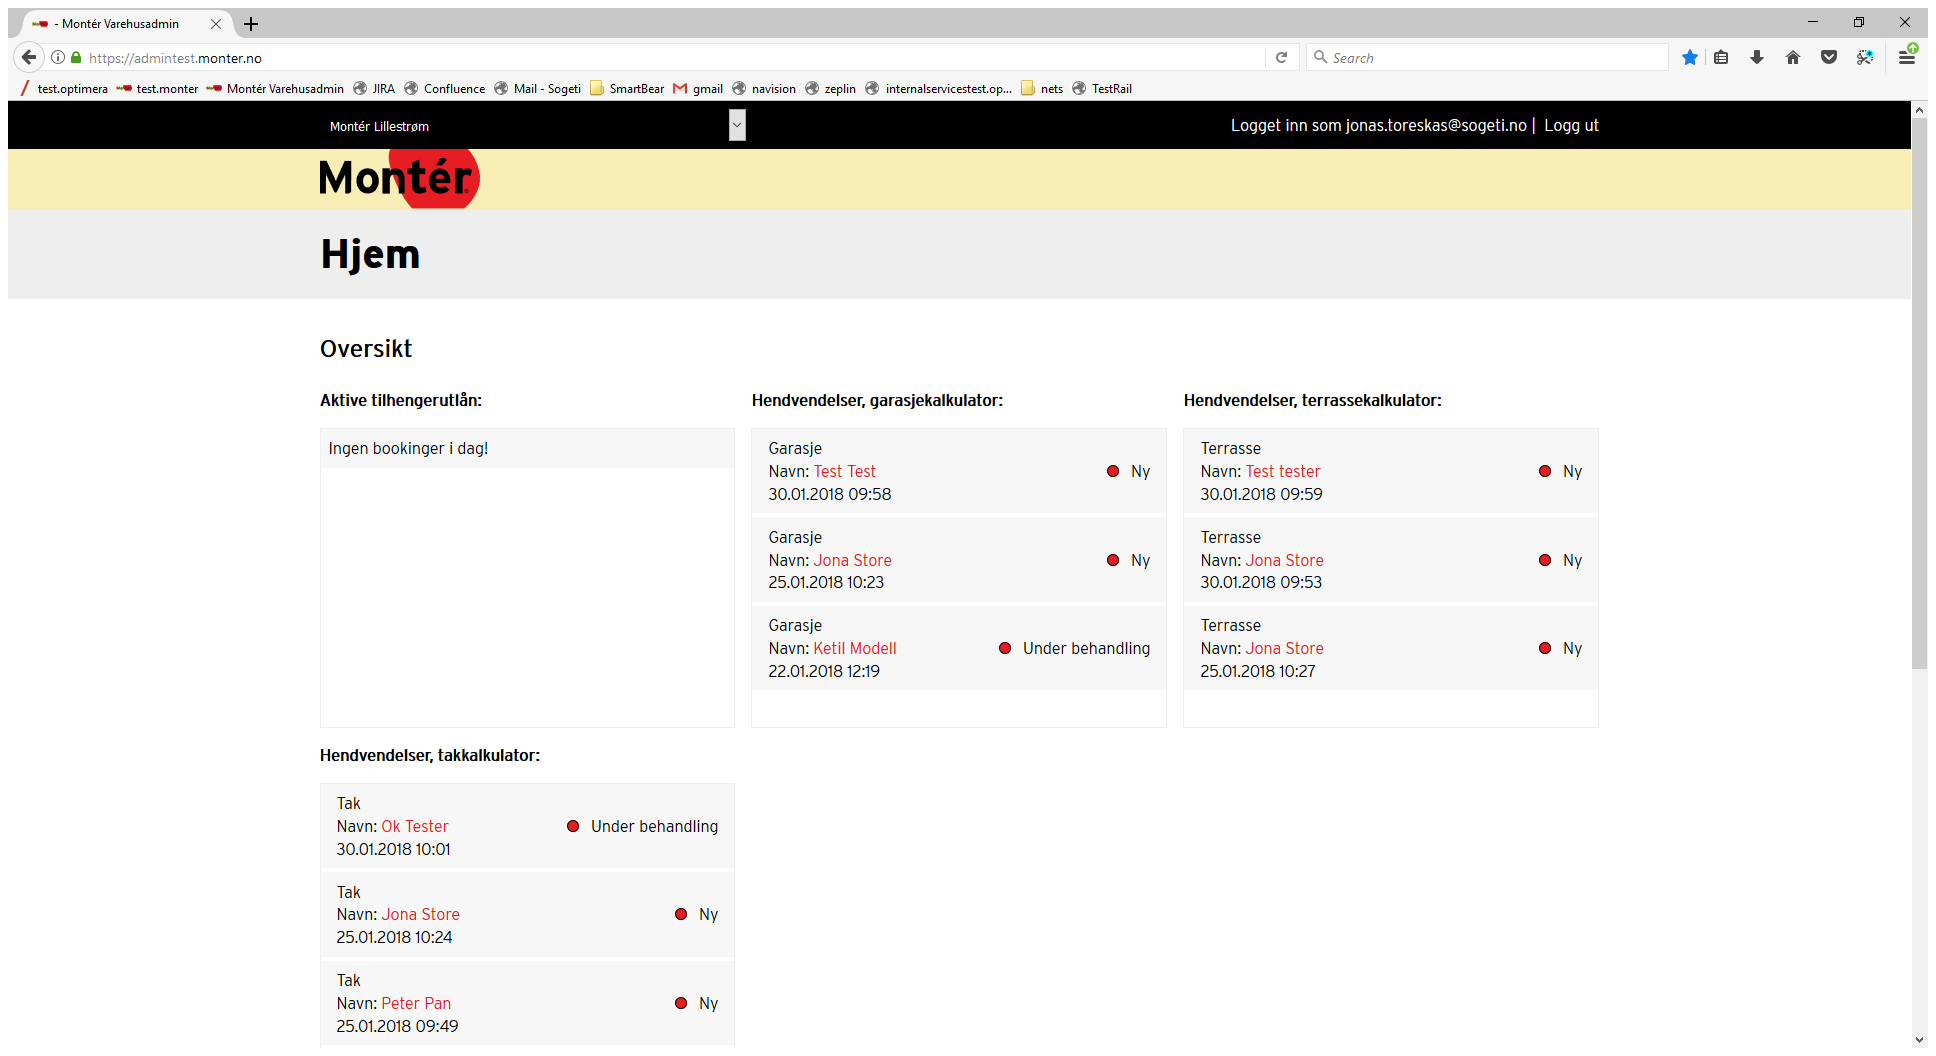 - Montér Varehusadmin
https://admintest.monter.no
Search
test.optimera test.monter Montér Varehusadmin JIRA Confluence Mail - Sogeti SmartBear gmail navision zeplin internalservicestest.op... nets TestRail
Montér Lillestrøm
Logget inn som jonas.toreskas@sogeti.no | Logg ut
Montér
Hjem
Oversikt
Aktive tilhengerutlån:
Ingen bookinger i dag!
Hendvendelser, garasjekalkulator:
Garasje
Navn: Test Test
Ny
30.01.2018 09:58
Garasje
Navn: Jona Store
Ny
25.01.2018 10:23
Garasje
Navn: Ketil Modell
Under behandling
22.01.2018 12:19
Hendvendelser, terrassekalkulator:
Terrasse
Navn: Test tester
Ny
30.01.2018 09:59
Terrasse
Navn: Jona Store
Ny
30.01.2018 09:53
Terrasse
Navn: Jona Store
Ny
25.01.2018 10:27
Hendvendelser, takkalkulator:
Tak
Navn: Ok Tester
Under behandling
30.01.2018 10:01
Tak
Navn: Jona Store
Ny
25.01.2018 10:24
Tak
Navn: Peter Pan
Ny
25.01.2018 09:49